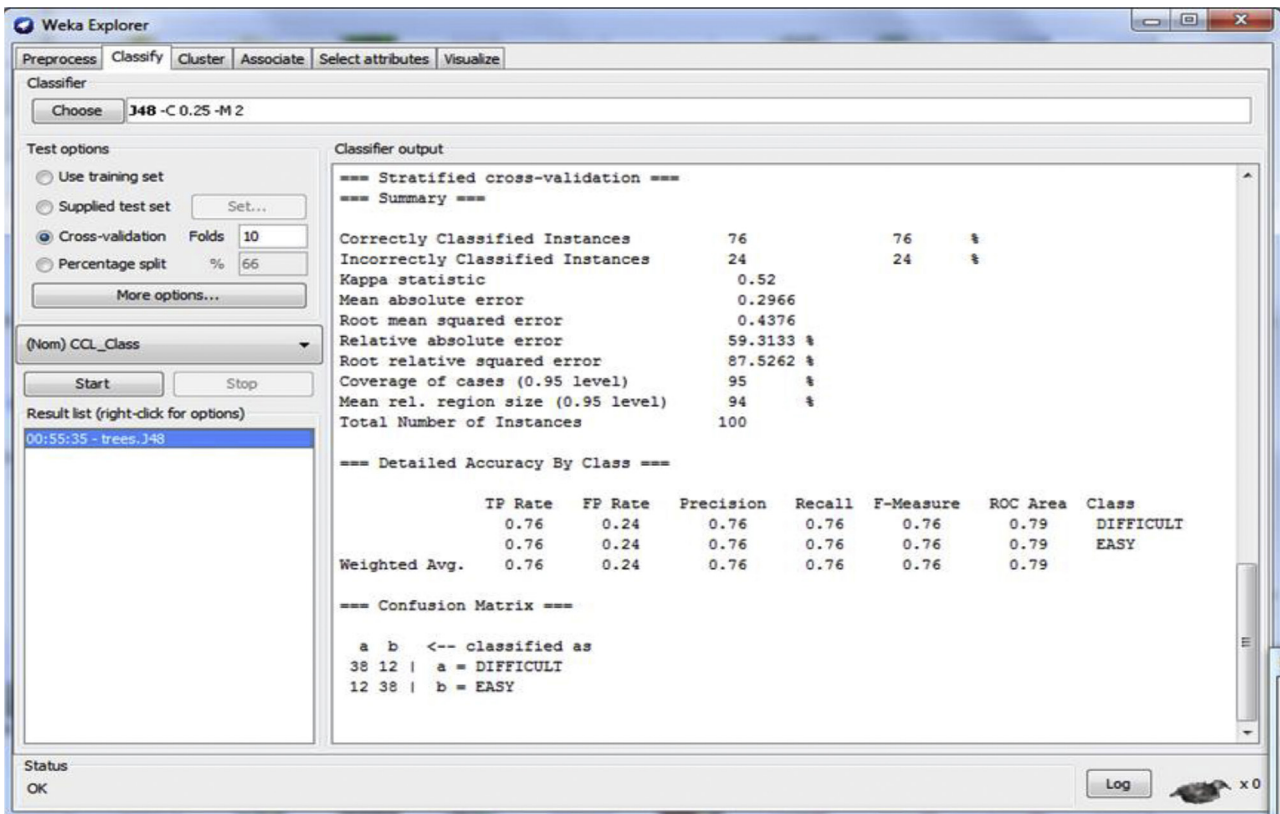 Weka Explorer
Preprocess Classify Cluster Associate Select attributes Visualize
Classifier
Choose J48 -C 0.25 -M 2
Test options
Use training set
Supplied test set Set...
Cross-validation Folds 10
Percentage split % 66
More options...
(Nom) CCL_Class
Start Stop
Result list (right-click for options)
00:55:35 - trees.J48
Classifier output
=== Stratified cross-validation ===
=== Summary ===
Correctly Classified Instances 76 76 %
Incorrectly Classified Instances 24 24 %
Kappa statistic 0.52
Mean absolute error 0.2966
Root mean squared error 0.4376
Relative absolute error 59.3133 %
Root relative squared error 87.5262 %
Coverage of cases (0.95 level) 95 %
Mean rel. region size (0.95 level) 94 %
Total Number of Instances 100
=== Detailed Accuracy By Class ===
TP Rate FP Rate Precision Recall F-Measure ROC Area Class
0.76 0.24 0.76 0.76 0.76 0.79 DIFFICULT
0.76 0.24 0.76 0.76 0.76 0.79 EASY
Weighted Avg. 0.76 0.24 0.76 0.76 0.76 0.79
=== Confusion Matrix ===
a b <-- classified as
38 12 | a = DIFFICULT
12 38 | b = EASY
Status
OK
Log x 0